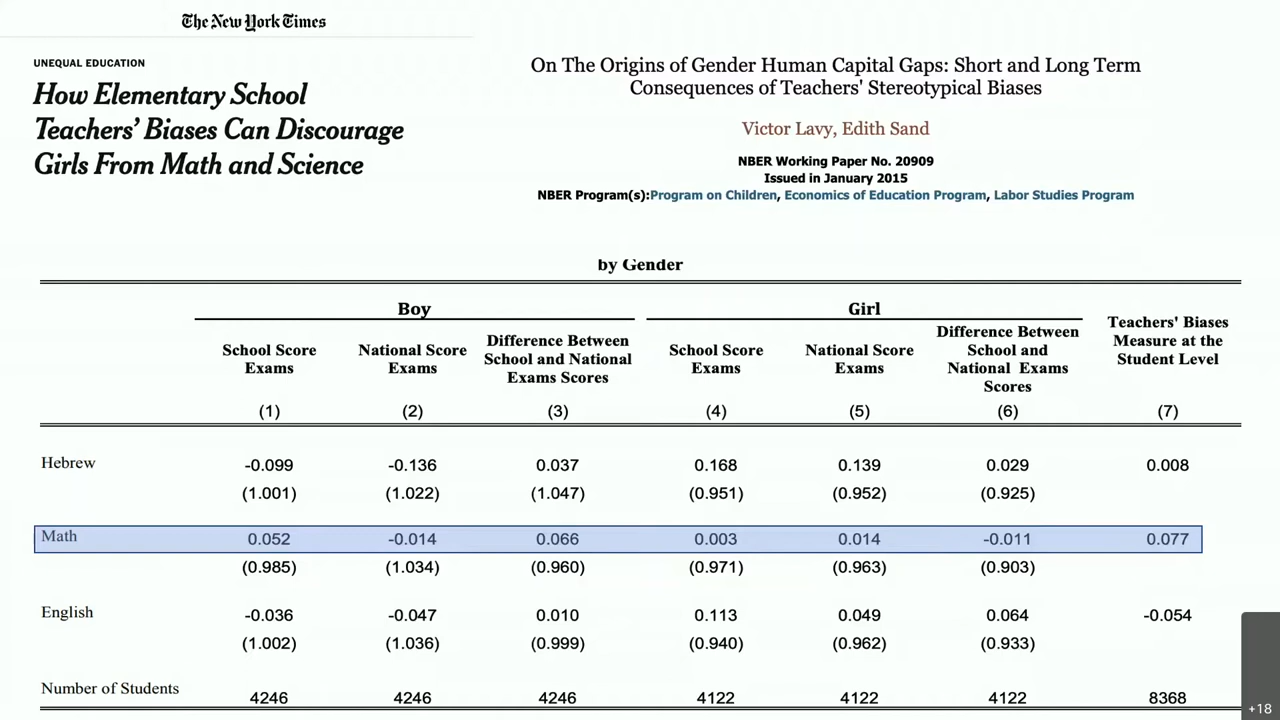 The New York Times
UNEQUAL EDUCATION
How Elementary School
Teachers' Biases Can Discourage
Girls From Math and Science
On The Origins of Gender Human Capital Gaps: Short and Long Term
Consequences of Teachers' Stereotypical Biases
Victor Lavy, Edith Sand
NBER Working Paper No. 20909
Issued in January 2015
NBER Program(s):Program on Children, Economics of Education Program, Labor Studies Program
by Gender
Boy Girl
School Score Exams National Score Exams Difference Between School and National Exams Scores School Score Exams National Score Exams Difference Between School and National Exams Scores Teachers' Biases Measure at the Student Level
(1) (2) (3) (4) (5) (6) (7)
Hebrew -0.099 -0.136 0.037 0.168 0.139 0.029 0.008
(1.001) (1.022) (1.047) (0.951) (0.952) (0.925)
Math 0.052 -0.014 0.066 0.003 0.014 -0.011 0.077
(0.985) (1.034) (0.960) (0.971) (0.963) (0.903)
English -0.036 -0.047 0.010 0.113 0.049 0.064 -0.054
(1.002) (1.036) (0.999) (0.940) (0.962) (0.933)
Number of Students 4246 4246 4246 4122 4122 4122 8368
+18